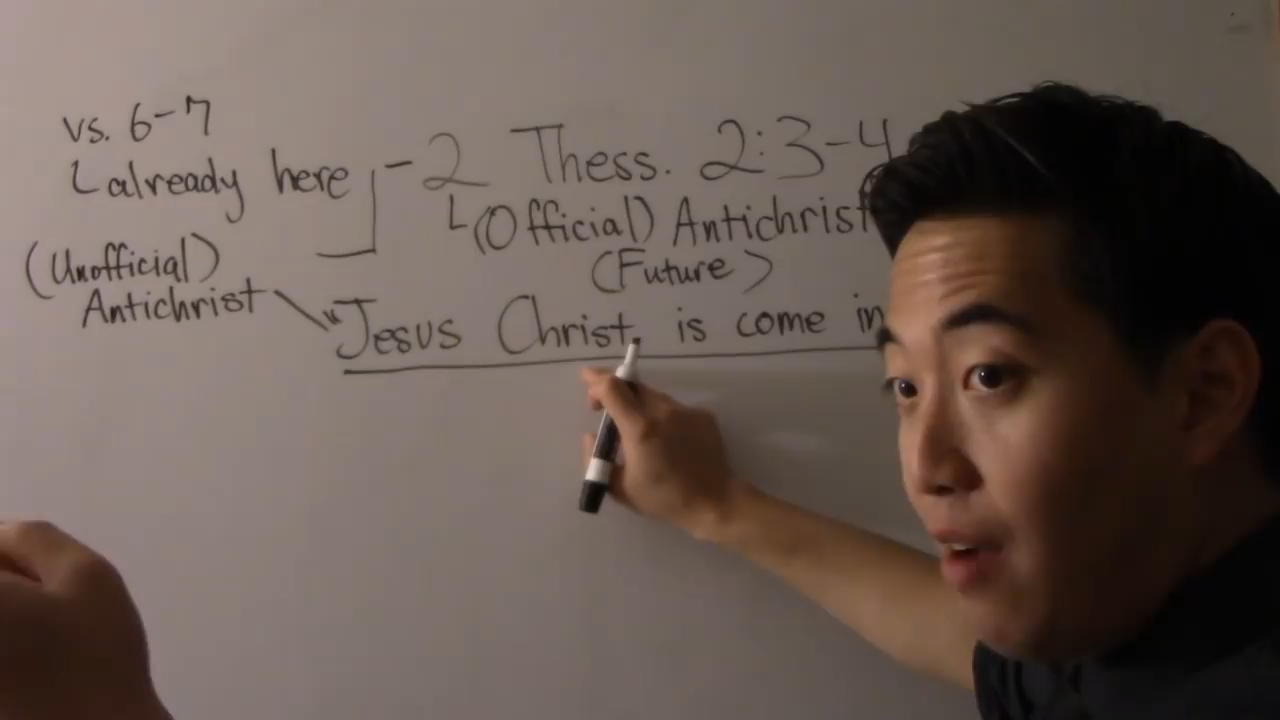 vs. 6-7
already here
(Unofficial)
Antichrist
- 2 Thess. 2:3-4
(Official) Antichrist
(Future)
"Jesus Christ is come in